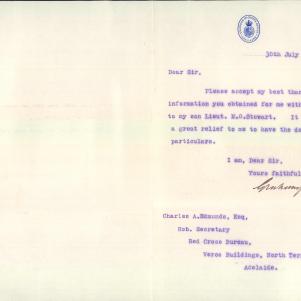 30th July
Dear Sir,
Please accept my best than
information you obtained for me with
to my son Lieut. M.O.Stewart. It
a great relief to me to have the de
particulars.
I am, Dear Sir,
Yours faithful
Charles A.Edmunds, Esq,
Hon. Secretary
Red Cross Bureau,
Verco Buildings, North Terr
Adelaide.